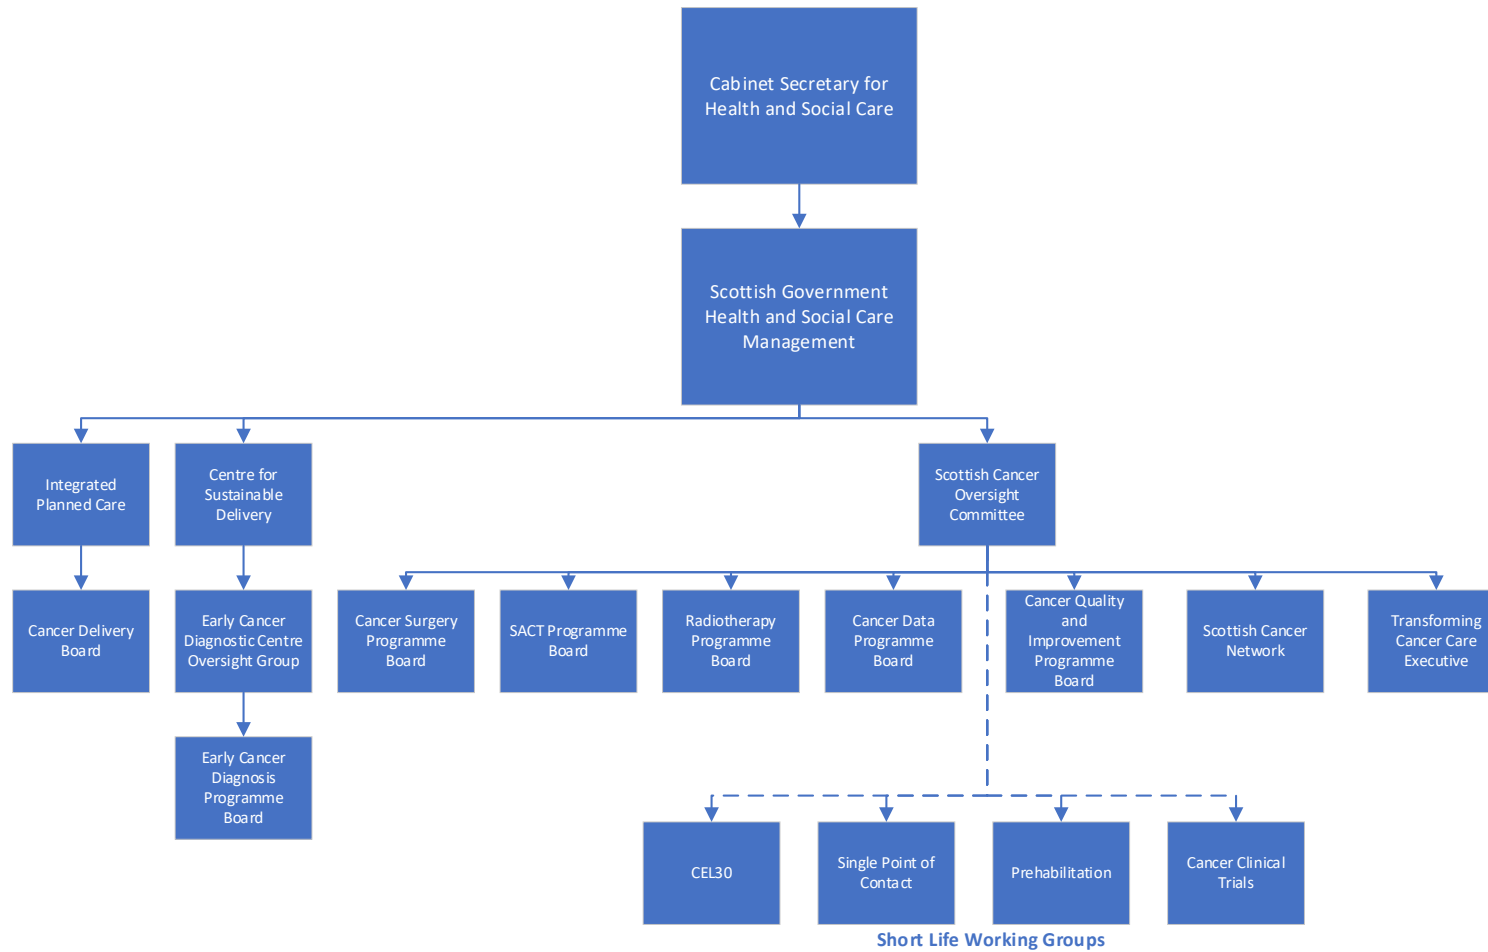 Cabinet Secretary for
Health and Social Care
Scottish Government
Health and Social Care
Management
Integrated
Planned Care
Centre for
Sustainable
Delivery
Scottish Cancer
Oversight
Committee
Cancer Delivery
Board
Early Cancer
Diagnostic Centre
Oversight Group
Cancer Surgery
Programme
Board
SACT Programme
Board
Radiotherapy
Programme
Board
Cancer Data
Programme
Board
Cancer Quality
and
Improvement
Programme
Board
Scottish Cancer
Network
Transforming
Cancer Care
Executive
Early Cancer
Diagnosis
Programme
Board
CEL30
Single Point of
Contact
Prehabilitation
Cancer Clinical
Trials
Short Life Working Groups